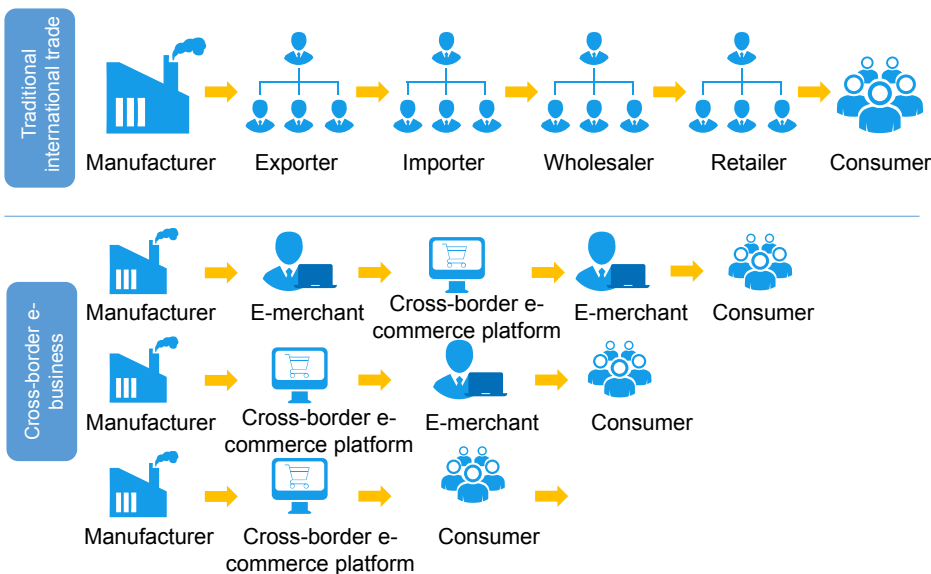 Traditional
international trade
Manufacturer
Exporter
Importer
Wholesaler
Retailer
Consumer
Cross-border e-
business
Manufacturer
E-merchant
Cross-border e-
commerce platform
E-merchant
Consumer
Manufacturer
Cross-border e-
commerce platform
E-merchant
Consumer
Manufacturer
Cross-border e-
commerce platform
Consumer